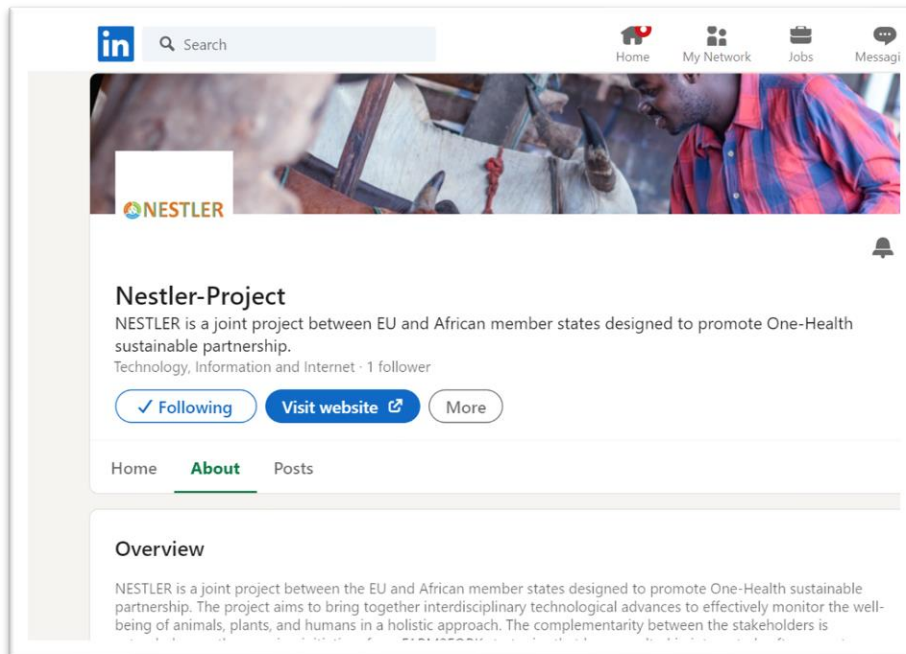 in
Search
Home
My Network
Jobs
Messagi
NESTLER
Nestler-Project
NESTLER is a joint project between EU and African member states designed to promote One-Health
sustainable partnership.
Technology, Information and Internet · 1 follower
✓ Following
Visit website
More
Home
About
Posts
Overview
NESTLER is a joint project between the EU and African member states designed to promote One-Health sustainable
partnership. The project aims to bring together interdisciplinary technological advances to effectively monitor the well-
being of animals, plants, and humans in a holistic approach. The complementarity between the stakeholders is